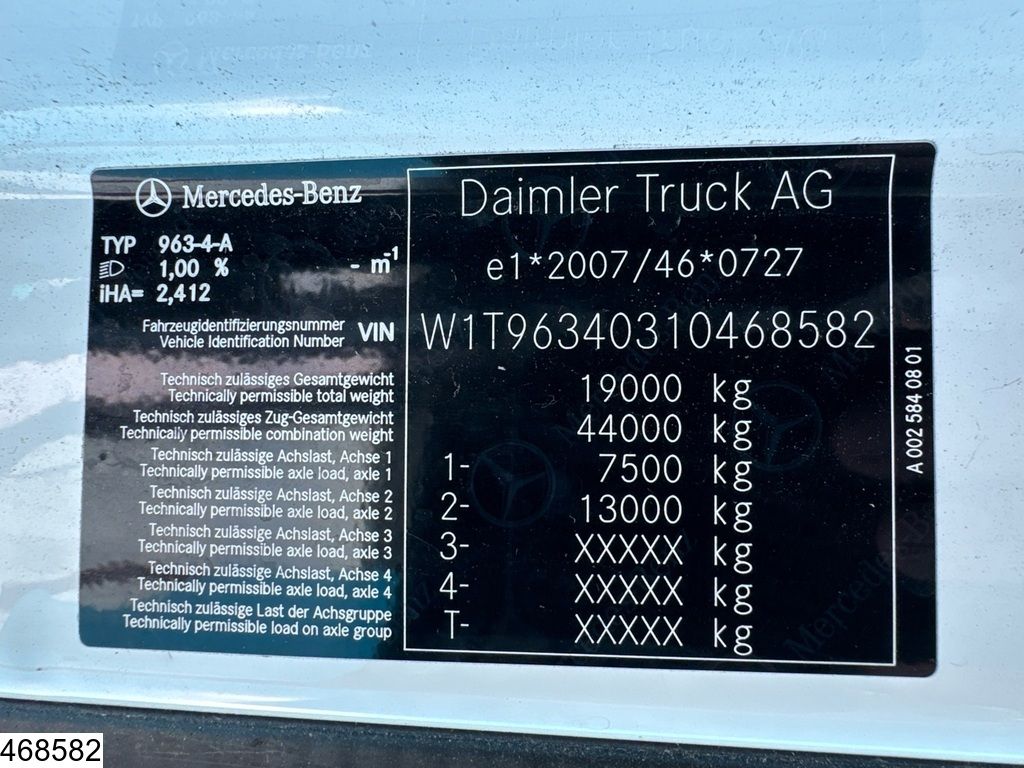 Mercedes-Benz
TYP 963-4-A
1,00 % - m-1
iHA= 2,412
Daimler Truck AG
e1*2007/46*0727
Fahrzeugidentifizierungsnummer
Vehicle Identification Number VIN W1T96340310468582
Technisch zulässiges Gesamtgewicht
Technically permissible total weight 19000 kg
Technisch zulässiges Zug-Gesamtgewicht
Technically permissible combination weight 44000 kg
Technisch zulässige Achslast, Achse 1
Technically permissible axle load, axle 1 1- 7500 kg
Technisch zulässige Achslast, Achse 2
Technically permissible axle load, axle 2 2- 13000 kg
Technisch zulässige Achslast, Achse 3
Technically permissible axle load, axle 3 3- XXXXX kg
Technisch zulässige Achslast, Achse 4
Technically permissible axle load, axle 4 4- XXXXX kg
Technisch zulässige Last der Achsgruppe
Technically permissible load on axle group T- XXXXX kg
A 002 584 08 01
468582